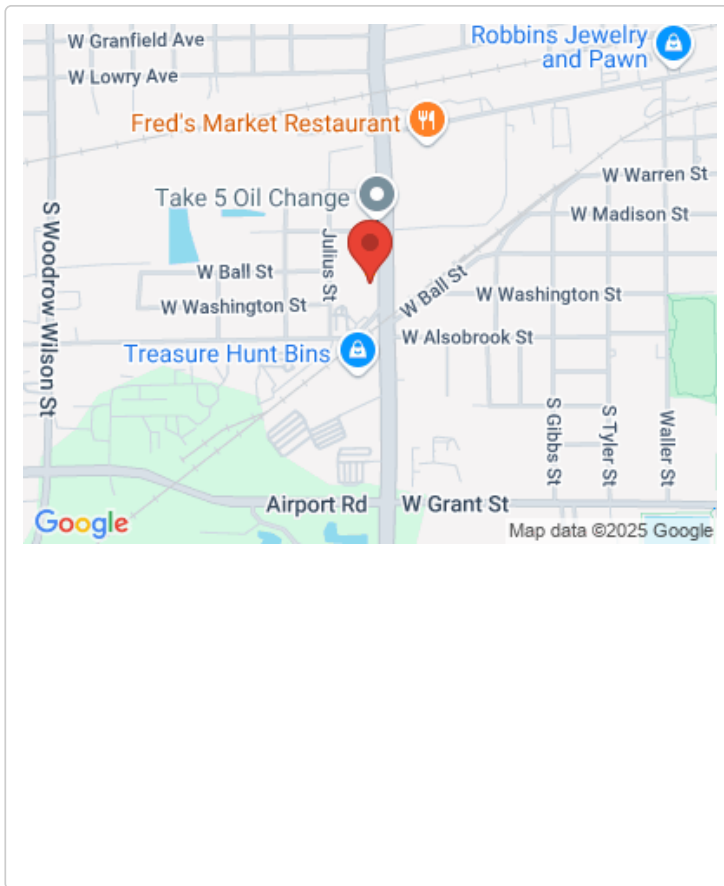 W Granfield Ave
W Lowry Ave
Robbins Jewelry
and Pawn
Fred's Market Restaurant
W Warren St
Take 5 Oil Change
W Madison St
S Woodrow Wilson St
Julius St
W Ball St
W Ball St
W Washington St
W Washington St
W Alsobrook St
Treasure Hunt Bins
S Gibbs St
S Tyler St
Waller St
Airport Rd
W Grant St
Google
Map data ©2025 Google